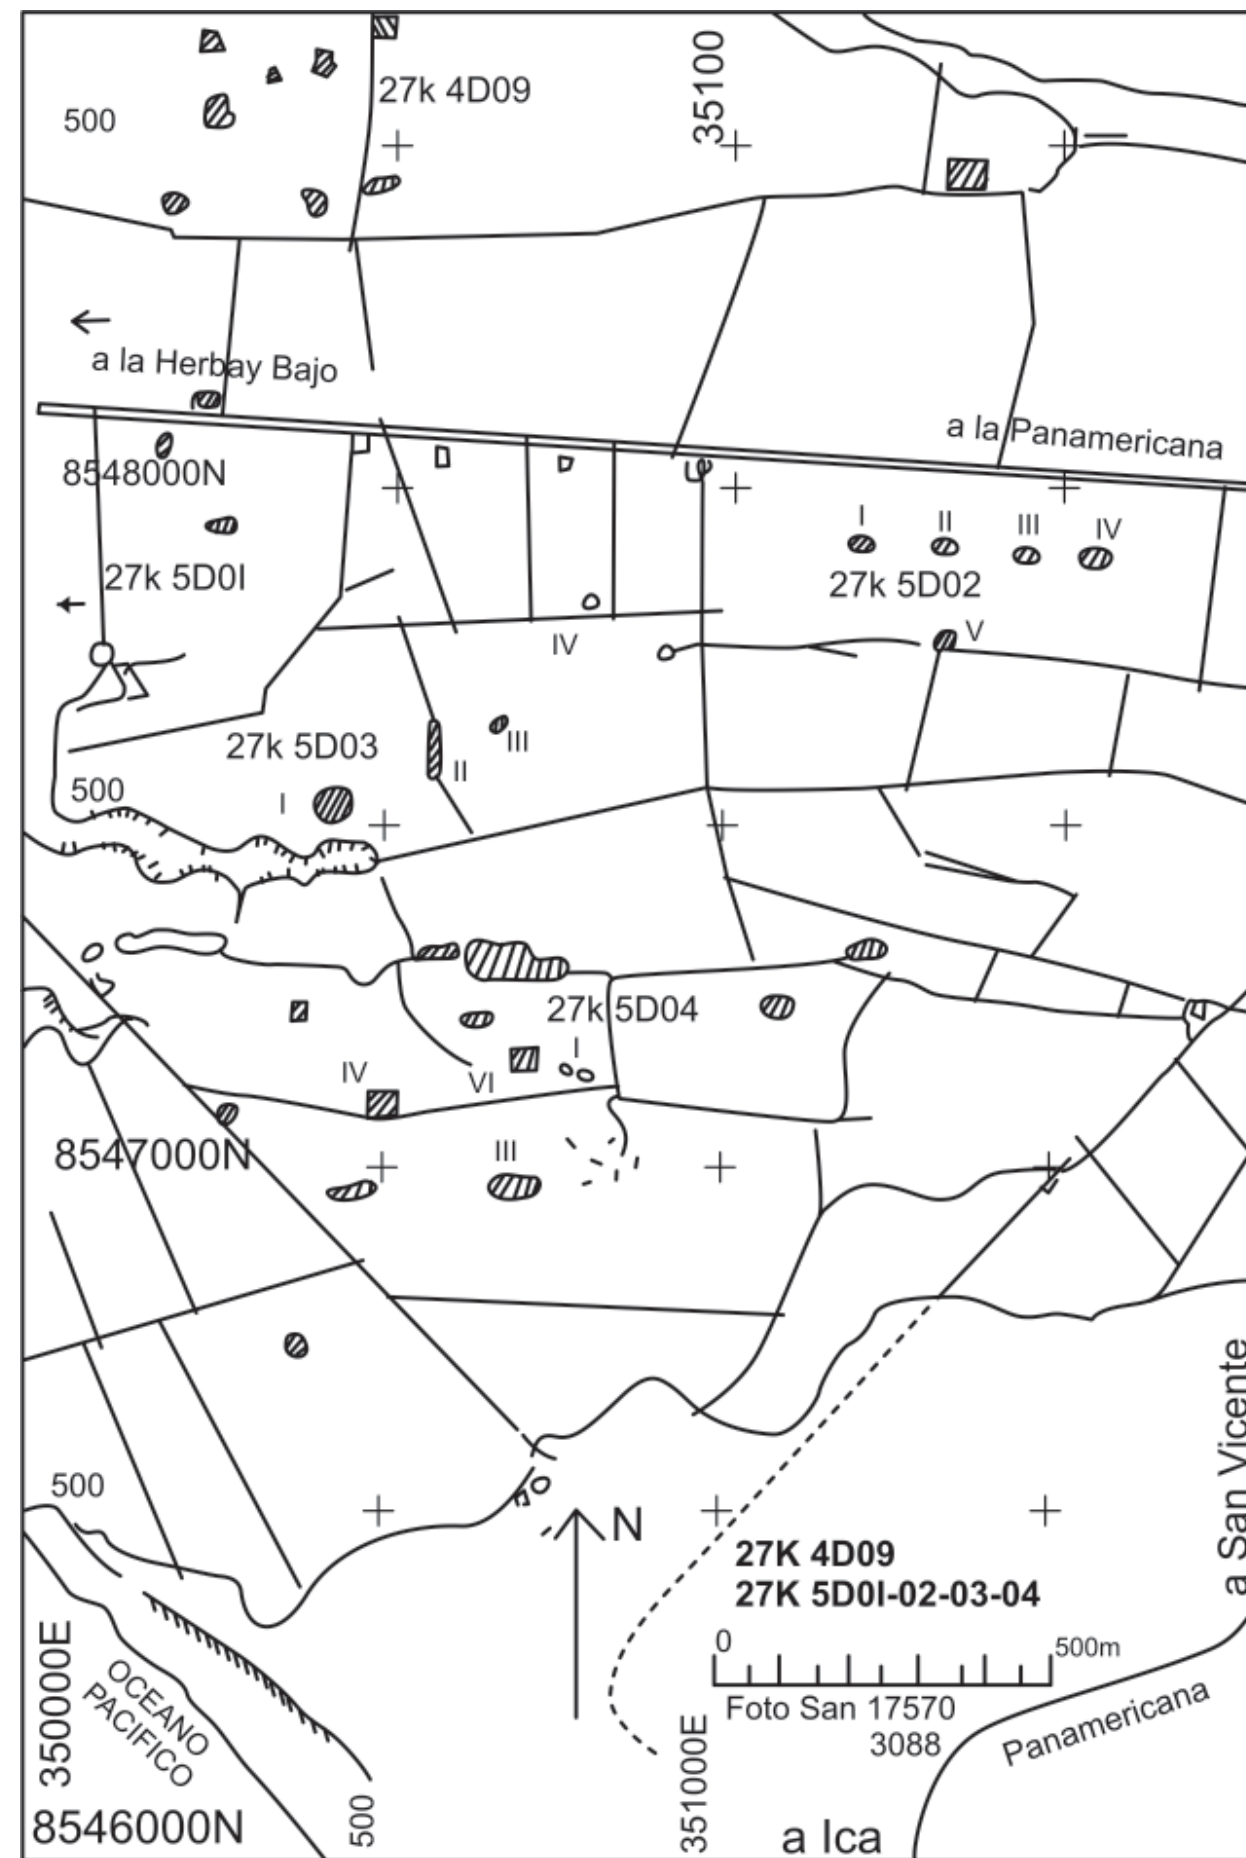 27k 4D09
35100
500
a la Herbay Bajo
a la Panamericana
8548000N
I
II
III
IV
27k 5D0I
27k 5D02
IV
V
27k 5D03
III
II
500
I
27k 5D04
I
IV
VI
8547000N
III
500
a San Vicente
N
27K 4D09
27K 5D0I-02-03-04
0
500m
350000E
OCEANO
PACIFICO
Foto San 17570
3088
351000E
Panamericana
500
8546000N
a Ica